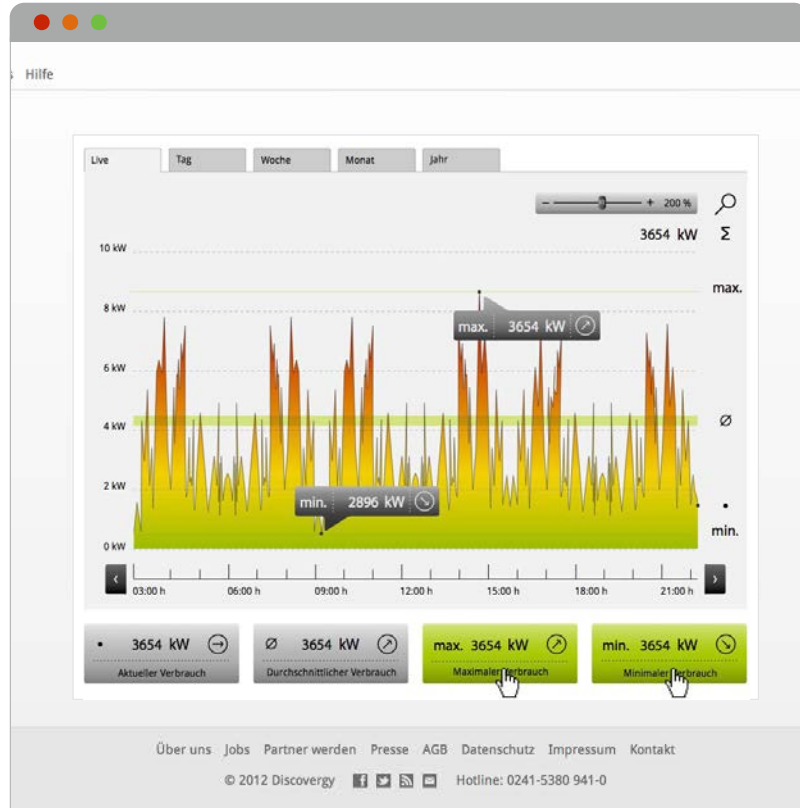 Hilfe
Live Tag Woche Monat Jahr
− + 200 %
3654 kW Σ
10 kW
max.
8 kW
max. 3654 kW
6 kW
4 kW
Ø
2 kW
min. 2896 kW
min.
0 kW
03:00 h 06:00 h 09:00 h 12:00 h 15:00 h 18:00 h 21:00 h
• 3654 kW
Aktueller Verbrauch
Ø 3654 kW
Durchschnittlicher Verbrauch
max. 3654 kW
Maximaler Verbrauch
min. 3654 kW
Minimaler Verbrauch
Über uns Jobs Partner werden Presse AGB Datenschutz Impressum Kontakt
© 2012 Discovergy Hotline: 0241-5380 941-0